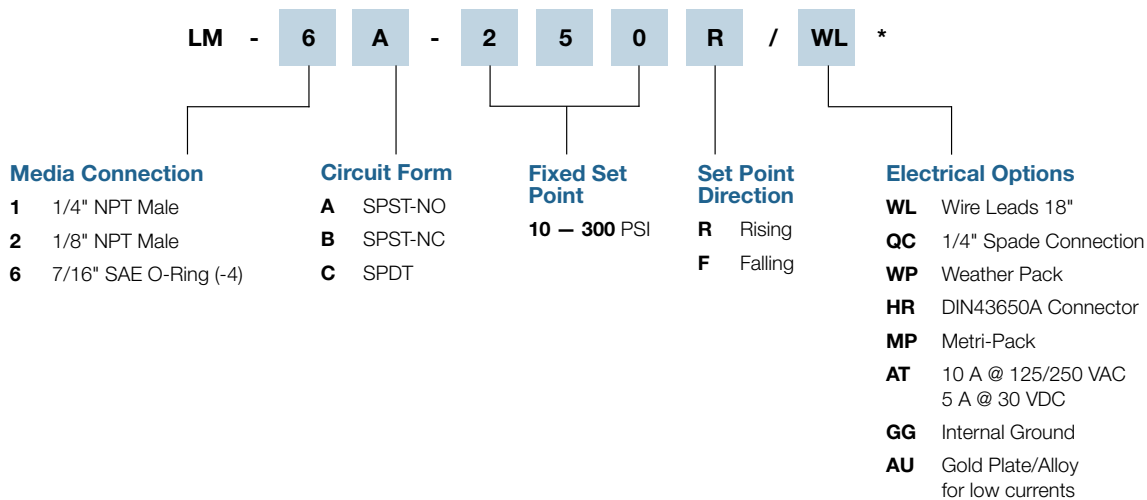 LM - 6 A - 2 5 0 R / WL *
Media Connection
1 1/4" NPT Male
2 1/8" NPT Male
6 7/16" SAE O-Ring (-4)
Circuit Form
A SPST-NO
B SPST-NC
C SPDT
Fixed Set
Point
10 — 300 PSI
Set Point
Direction
R Rising
F Falling
Electrical Options
WL Wire Leads 18"
QC 1/4" Spade Connection
WP Weather Pack
HR DIN43650A Connector
MP Metri-Pack
AT 10 A @ 125/250 VAC
5 A @ 30 VDC
GG Internal Ground
AU Gold Plate/Alloy
for low currents